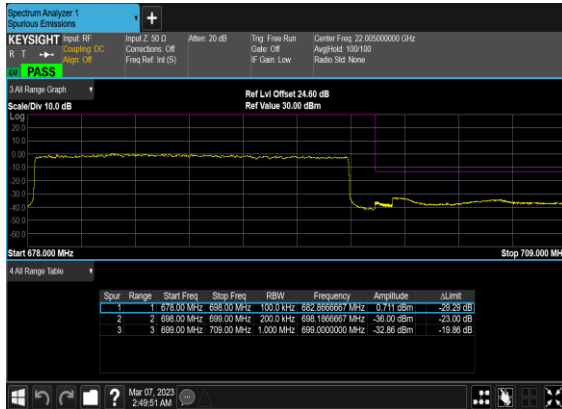 Spectrum Analyzer 1
Spurious Emissions
KEYSIGHT Input: RF
R T Coupling: DC
Align: Off
Input Z: 50 Ω
Corrections: Off
Freq Ref: Int (S)
Atten: 20 dB
Trig: Free Run
Gate: Off
IF Gain: Low
Center Freq: 22.005000000 GHz
Avg|Hold: 100/100
Radio Std: None
PASS
3 All Range Graph
Scale/Div 10.0 dB
Ref Lvl Offset 24.60 dB
Ref Value 30.00 dBm
Log
20.0
10.0
0.00
-10.0
-20.0
-30.0
-40.0
-50.0
-60.0
Start 678.000 MHz
Stop 709.000 MH
4 All Range Table
Spur Range Start Freq Stop Freq RBW Frequency Amplitude ΔLimit
1 1 678.00 MHz 698.00 MHz 100.0 kHz 682.8666667 MHz 0.711 dBm -29.29 dB
2 2 698.00 MHz 699.00 MHz 200.0 kHz 698.1866667 MHz -36.00 dBm -23.00 dB
3 3 699.00 MHz 709.00 MHz 1.000 MHz 699.0000000 MHz -32.86 dBm -19.86 dB
Mar 07, 2023
2:49:51 AM